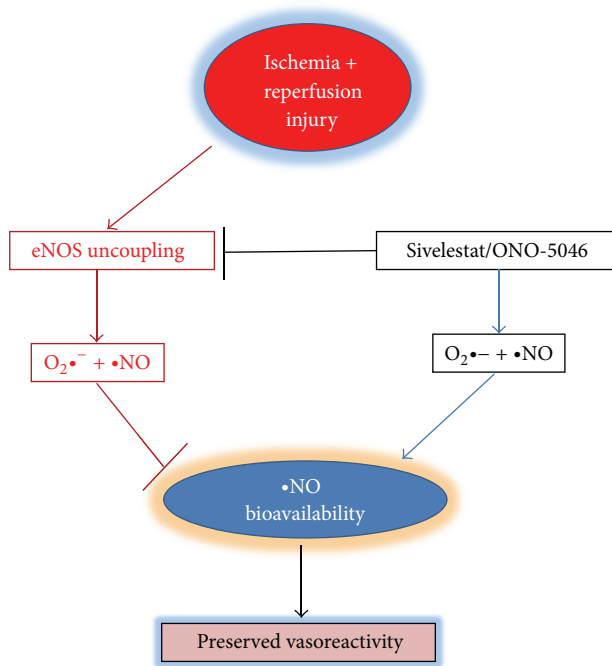 Ischemia +
reperfusion
injury
eNOS uncoupling
Sivelestat/ONO-5046
O₂•⁻ + •NO
O₂•− + •NO
•NO
bioavailability
Preserved vasoreactivity